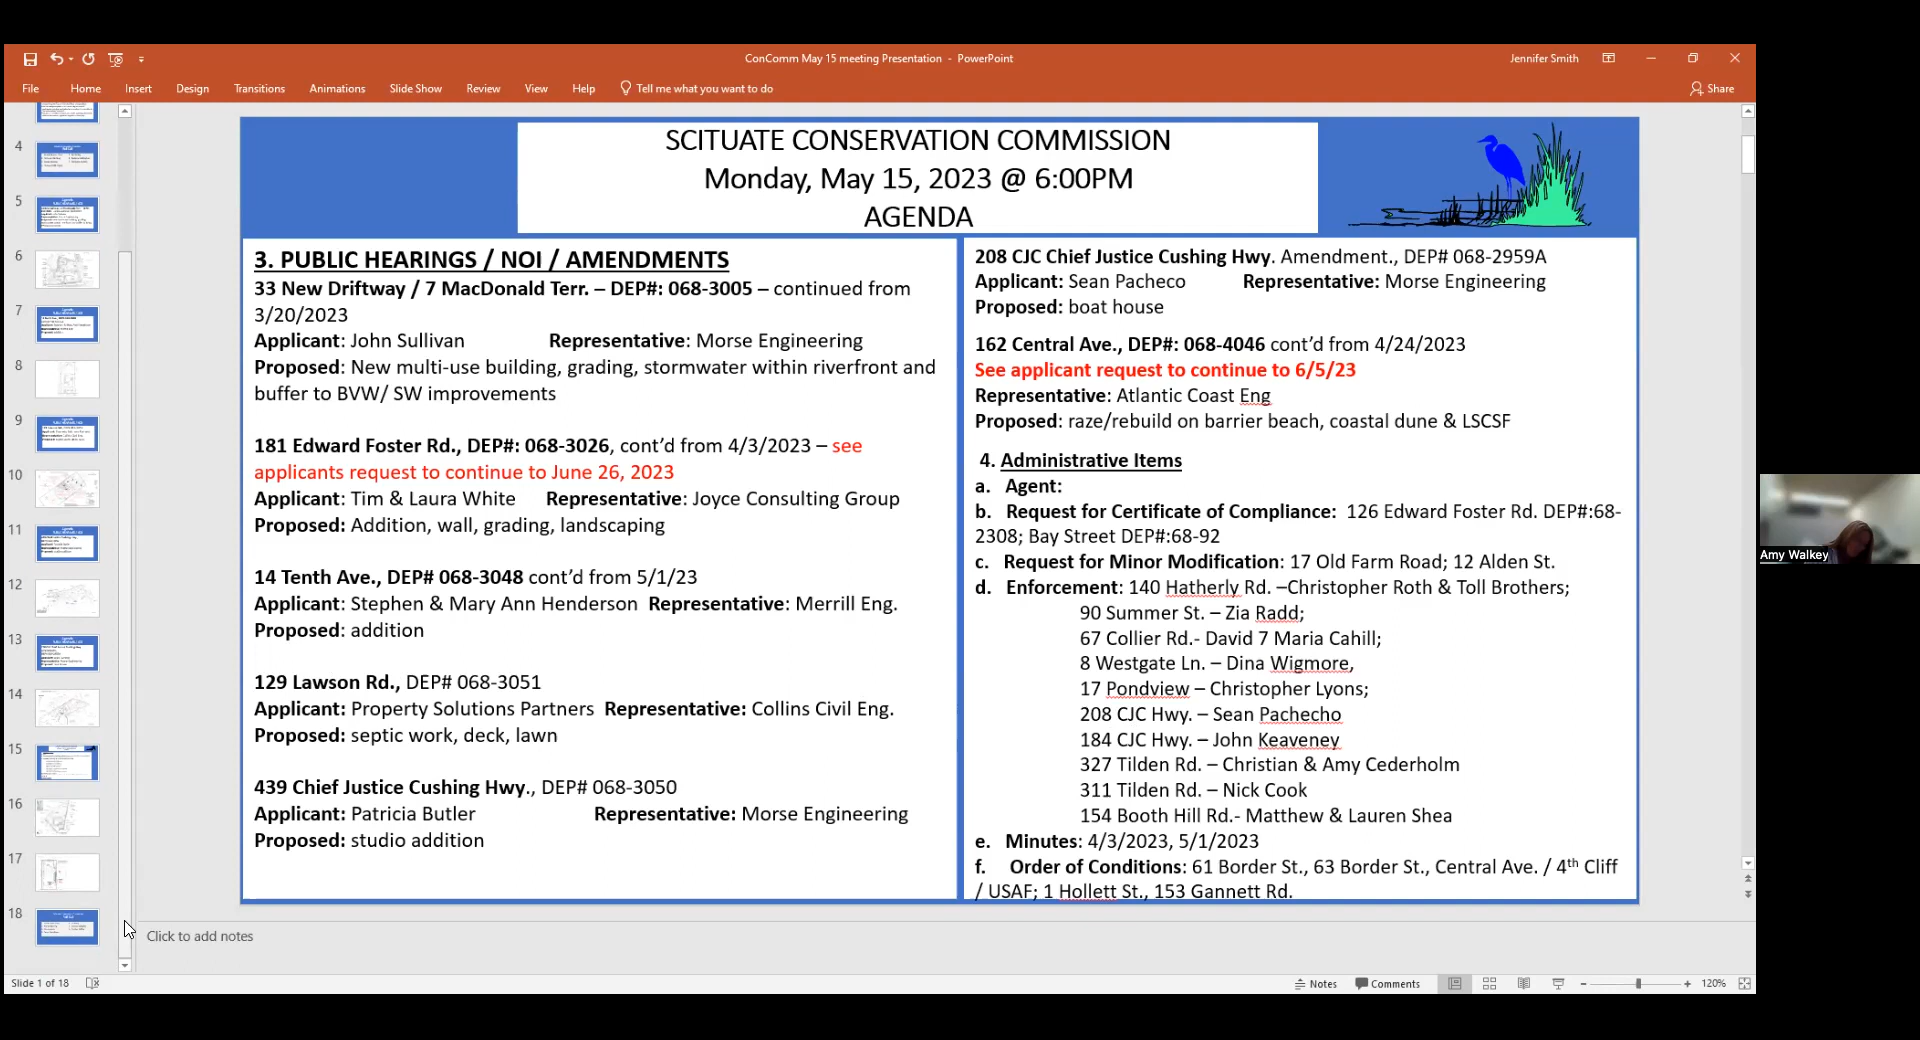 ConComm May 15 meeting Presentation - PowerPoint
Jennifer Smith
File Home Insert Design Transitions Animations Slide Show Review View Help Tell me what you want to do
Share
SCITUATE CONSERVATION COMMISSION
Monday, May 15, 2023 @ 6:00PM
AGENDA
3. PUBLIC HEARINGS / NOI / AMENDMENTS
33 New Driftway / 7 MacDonald Terr. – DEP#: 068-3005 – continued from
3/20/2023
Applicant: John Sullivan Representative: Morse Engineering
Proposed: New multi-use building, grading, stormwater within riverfront and
buffer to BVW/ SW improvements
181 Edward Foster Rd., DEP#: 068-3026, cont’d from 4/3/2023 – see
applicants request to continue to June 26, 2023
Applicant: Tim & Laura White Representative: Joyce Consulting Group
Proposed: Addition, wall, grading, landscaping
14 Tenth Ave., DEP# 068-3048 cont’d from 5/1/23
Applicant: Stephen & Mary Ann Henderson Representative: Merrill Eng.
Proposed: addition
129 Lawson Rd., DEP# 068-3051
Applicant: Property Solutions Partners Representative: Collins Civil Eng.
Proposed: septic work, deck, lawn
439 Chief Justice Cushing Hwy., DEP# 068-3050
Applicant: Patricia Butler Representative: Morse Engineering
Proposed: studio addition
208 CJC Chief Justice Cushing Hwy. Amendment., DEP# 068-2959A
Applicant: Sean Pacheco Representative: Morse Engineering
Proposed: boat house
162 Central Ave., DEP#: 068-4046 cont’d from 4/24/2023
See applicant request to continue to 6/5/23
Representative: Atlantic Coast Eng
Proposed: raze/rebuild on barrier beach, coastal dune & LSCSF
4. Administrative Items
a. Agent:
b. Request for Certificate of Compliance: 126 Edward Foster Rd. DEP#:68-
2308; Bay Street DEP#:68-92
c. Request for Minor Modification: 17 Old Farm Road; 12 Alden St.
d. Enforcement: 140 Hatherly Rd. –Christopher Roth & Toll Brothers;
90 Summer St. – Zia Radd;
67 Collier Rd.- David 7 Maria Cahill;
8 Westgate Ln. – Dina Wigmore,
17 Pondview – Christopher Lyons;
208 CJC Hwy. – Sean Pachecho
184 CJC Hwy. – John Keaveney
327 Tilden Rd. – Christian & Amy Cederholm
311 Tilden Rd. – Nick Cook
154 Booth Hill Rd.- Matthew & Lauren Shea
e. Minutes: 4/3/2023, 5/1/2023
f. Order of Conditions: 61 Border St., 63 Border St., Central Ave. / 4th Cliff
/ USAF; 1 Hollett St., 153 Gannett Rd.
4
5
6
7
8
9
10
11
12
13
14
15
16
17
18
Amy Walkey
Click to add notes
Slide 1 of 18
Notes Comments
120%